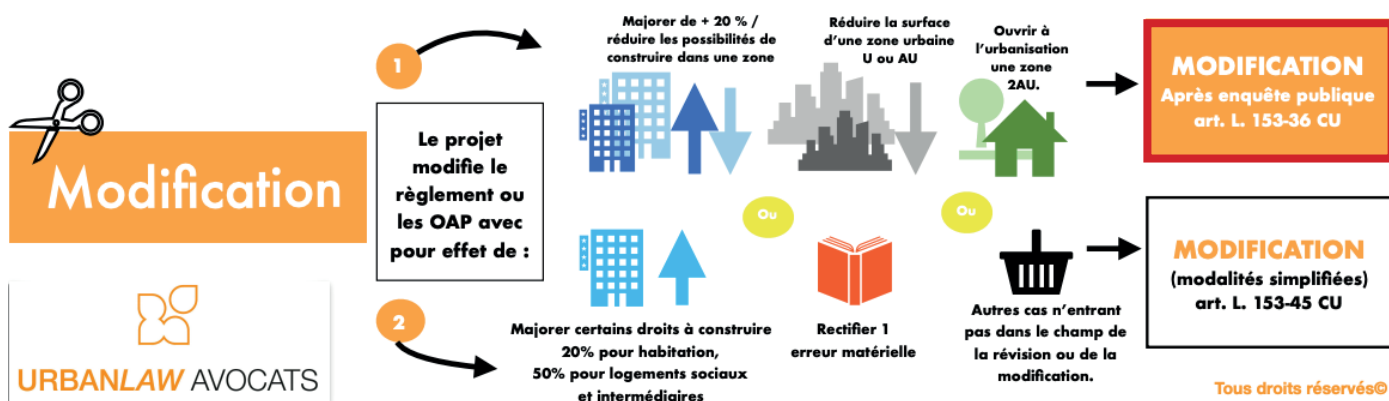 Modification
URBANLAW AVOCATS
1
Le projet
modifie le
règlement ou
les OAP avec
pour effet de :
2
Majorer de + 20 % /
réduire les possibilités de
construire dans une zone
Réduire la surface
d'une zone urbaine
U ou AU
Ouvrir à
l'urbanisation
une zone
2AU.
MODIFICATION
Après enquête publique
art. L. 153-36 CU
Ou
Ou
Majorer certains droits à construire
20% pour habitation,
50% pour logements sociaux
et intermédiaires
Rectifier 1
erreur matérielle
Autres cas n'entrant
pas dans le champ de
la révision ou de la
modification.
MODIFICATION
(modalités simplifiées)
art. L. 153-45 CU
Tous droits réservés©